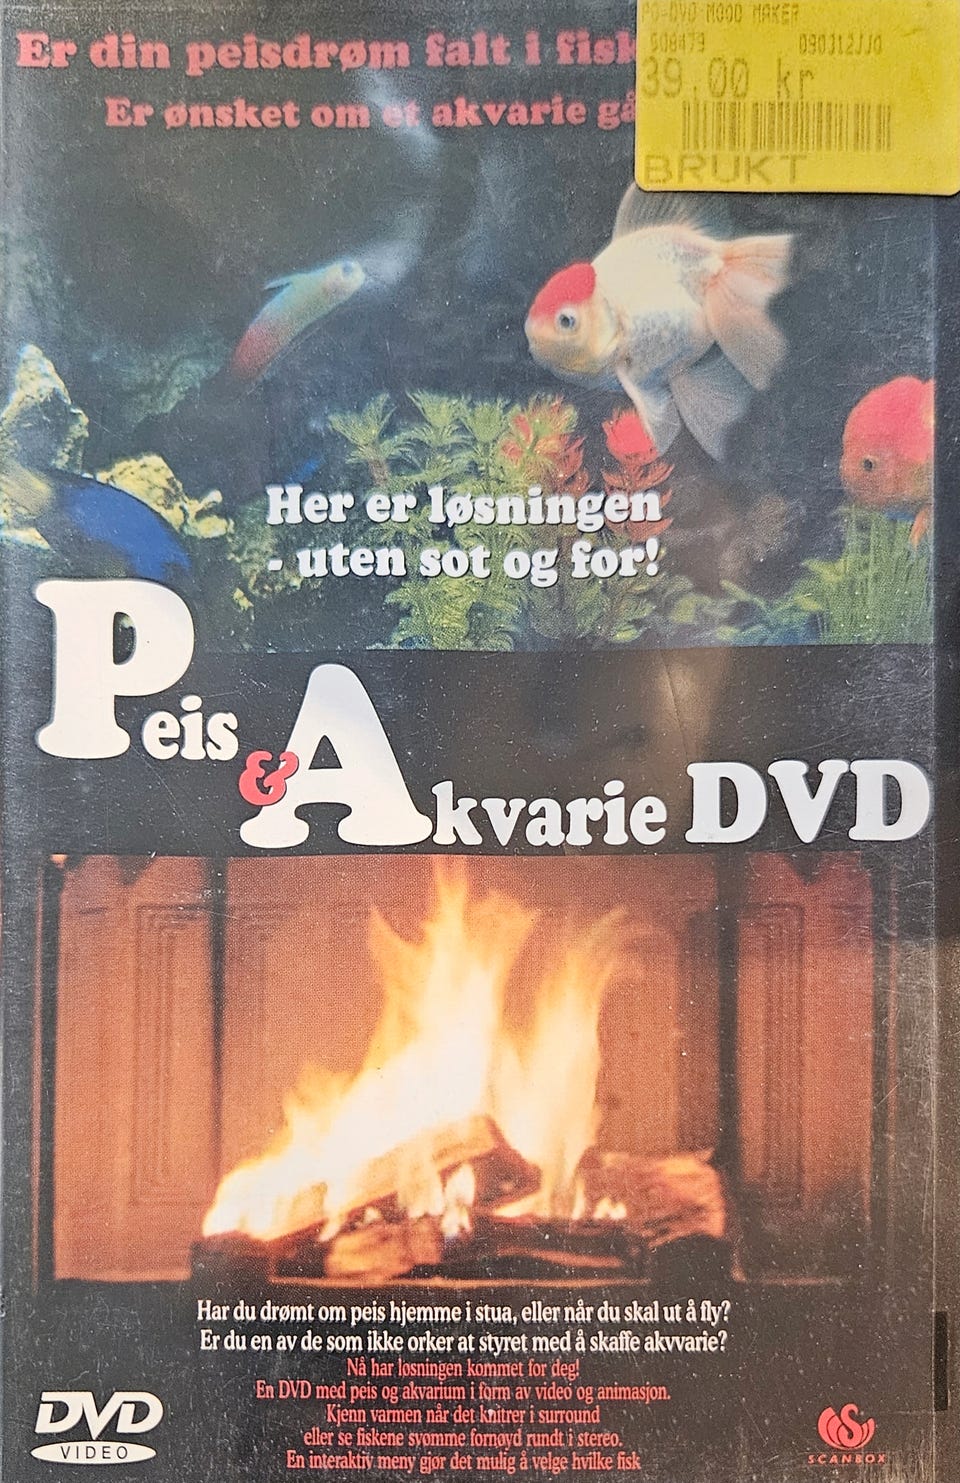 PO-DVD MOOD MAKER
508473 090312JJO
39,00 kr
BRUKT
Er din peisdrøm falt i fisk
Er ønsket om et akvarie gå
Her er løsningen
- uten sot og for!
Peis
& Akvarie DVD
Har du drømt om peis hjemme i stua, eller når du skal ut å fly?
Er du en av de som ikke orker at styret med å skaffe akvvarie?
Nå har løsningen kommet for deg!
En DVD med peis og akvarium i form av video og animasjon.
Kjenn varmen når det knitrer i surround
eller se fiskene svømme fornøyd rundt i stereo.
En interaktiv meny gjør det mulig å velge hvilke fisk
DVD
VIDEO
SCANBOX